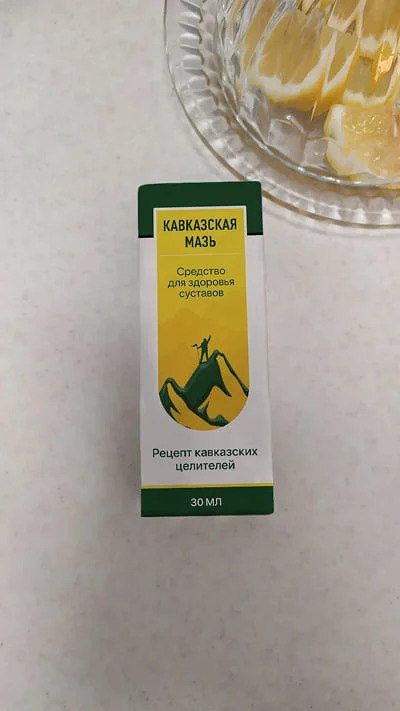 КАВКАЗСКАЯ
МАЗЬ
Средство
для здоровья
суставов
Рецепт кавказских
целителей
30 МЛ